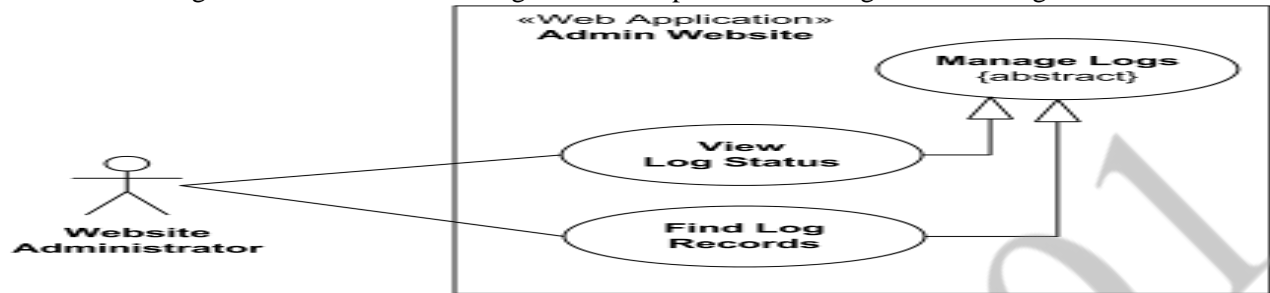 «Web Application»
Admin Website
Manage Logs
{abstract}
View
Log Status
Website
Administrator
Find Log
Records